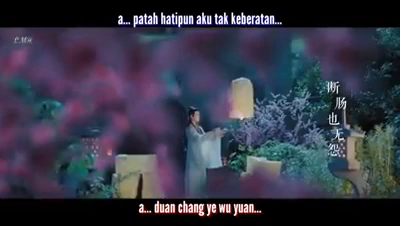 a... patah hatipun aku tak keberatan...
断肠也无怨
a... duan chang ye wu yuan...